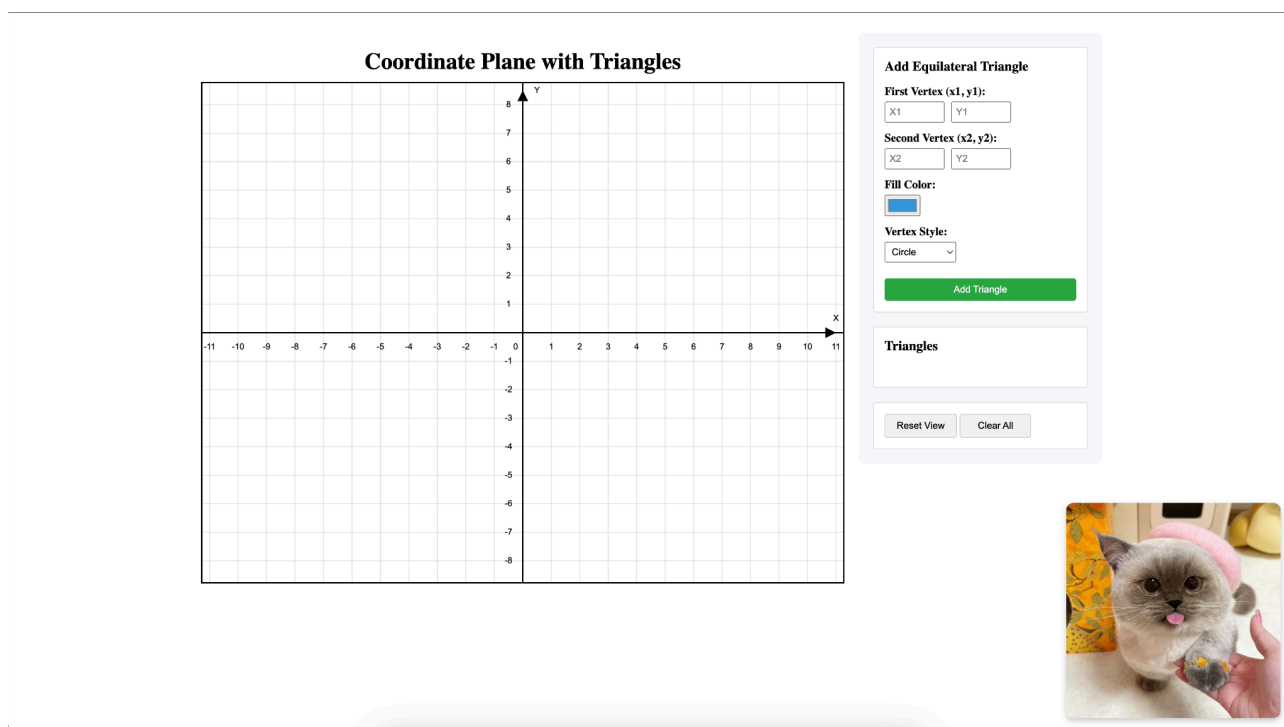 Coordinate Plane with Triangles
Y
8
7
6
5
4
3
2
1
X
-11 -10 -9 -8 -7 -6 -5 -4 -3 -2 -1 0 1 2 3 4 5 6 7 8 9 10 11
-1
-2
-3
-4
-5
-6
-7
-8
Add Equilateral Triangle
First Vertex (x1, y1):
X1 Y1
Second Vertex (x2, y2):
X2 Y2
Fill Color:
Vertex Style:
Circle
Add Triangle
Triangles
Reset View Clear All